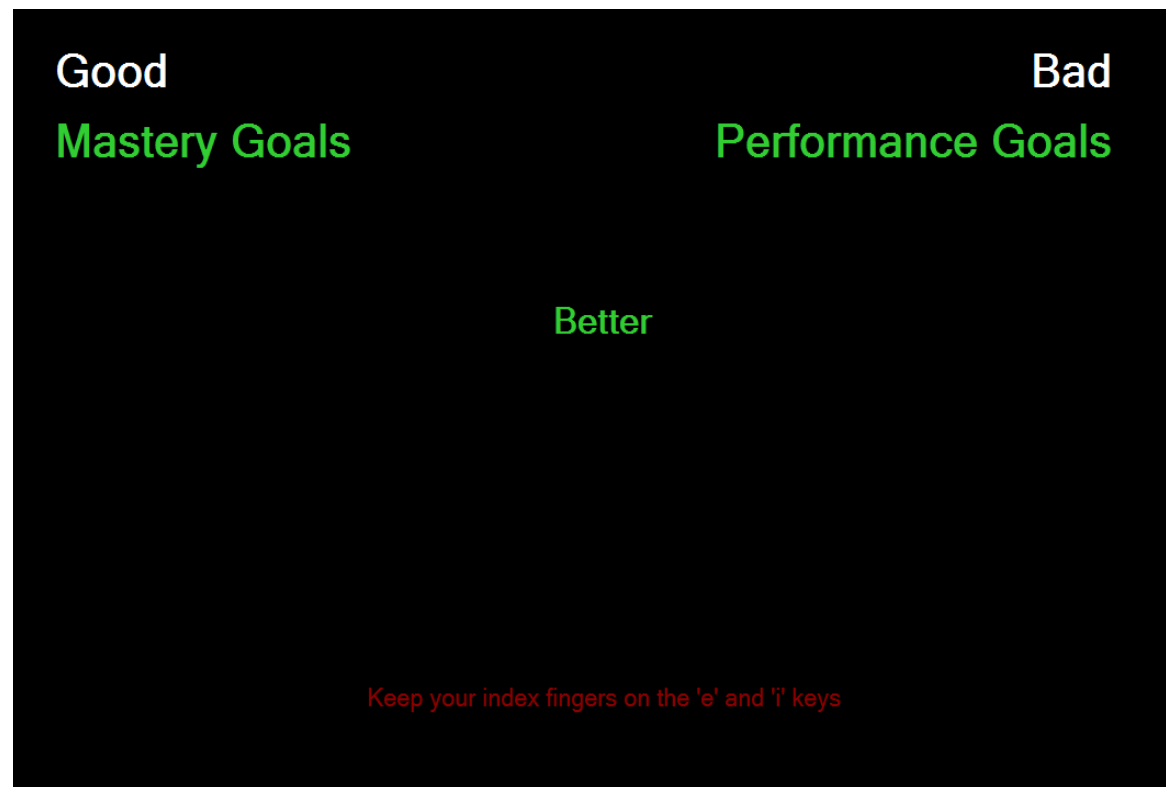 Good Bad
Mastery Goals Performance Goals
Better
Keep your index fingers on the 'e' and 'i' keys